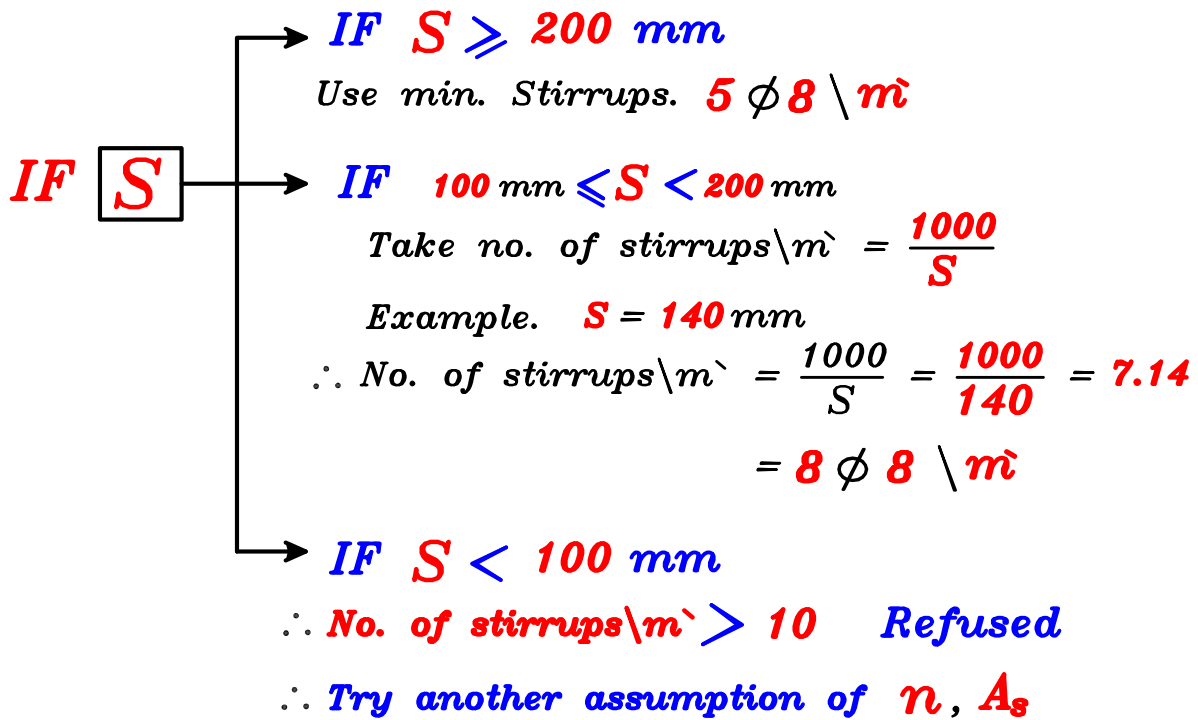 IF S ⩾ 200 mm
Use min. Stirrups. 5 ϕ 8 \ m`
IF S
IF 100 mm ⩽ S < 200 mm
Take no. of stirrups\m` = 1000/S
Example. S = 140 mm
∴ No. of stirrups\m` = 1000/S = 1000/140 = 7.14
= 8 ϕ 8 \ m`
IF S < 100 mm
∴ No. of stirrups\m` > 10 Refused
∴ Try another assumption of n , As